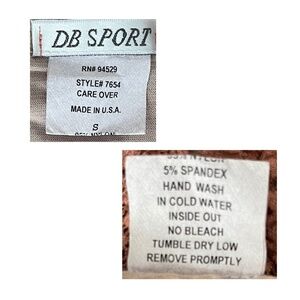 DB SPORT
RN# 94529
STYLE# 7654
CARE OVER
MADE IN U.S.A.
S
5% SPANDEX
HAND WASH
IN COLD WATER
INSIDE OUT
NO BLEACH
TUMBLE DRY LOW
REMOVE PROMPTLY